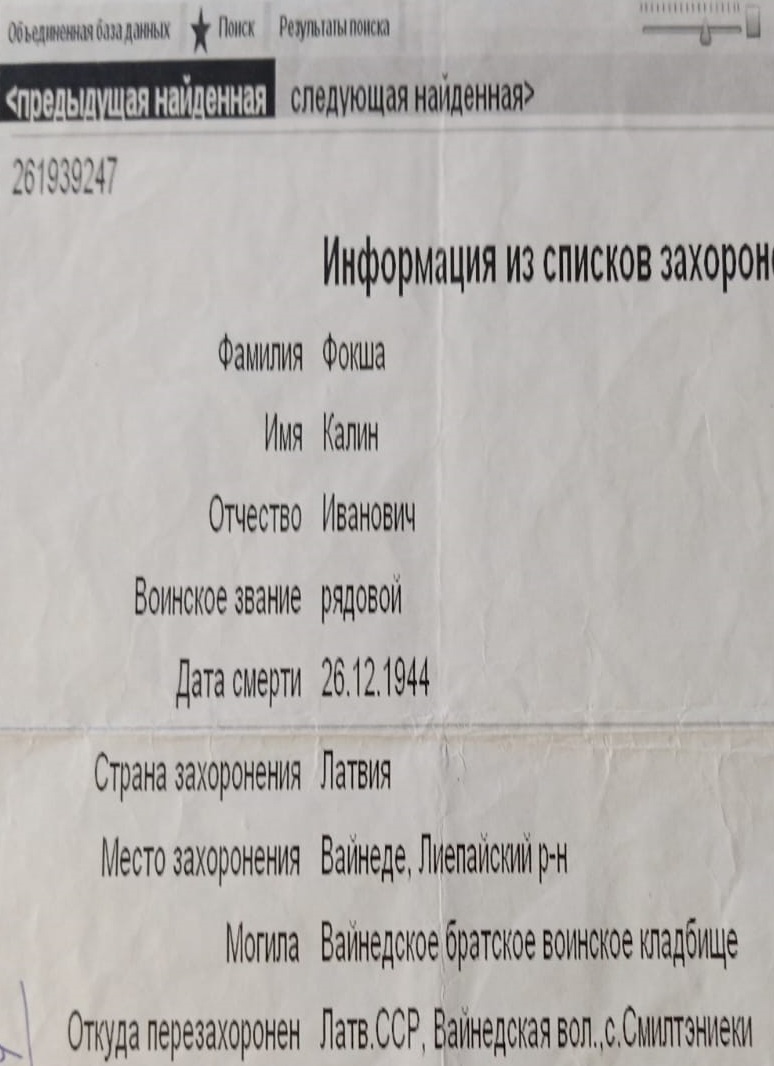 Объединенная база данных Поиск Результаты поиска
<предыдущая найденная следующая найденная>
261939247
Информация из списков захороне
Фамилия Фокша
Имя Калин
Отчество Иванович
Воинское звание рядовой
Дата смерти 26.12.1944
Страна захоронения Латвия
Место захоронения Вайнеде, Лиепайский р-н
Могила Вайнедское братское воинское кладбище
Откуда перезахоронен Латв.ССР, Вайнедская вол.,с.Смилтэниеки